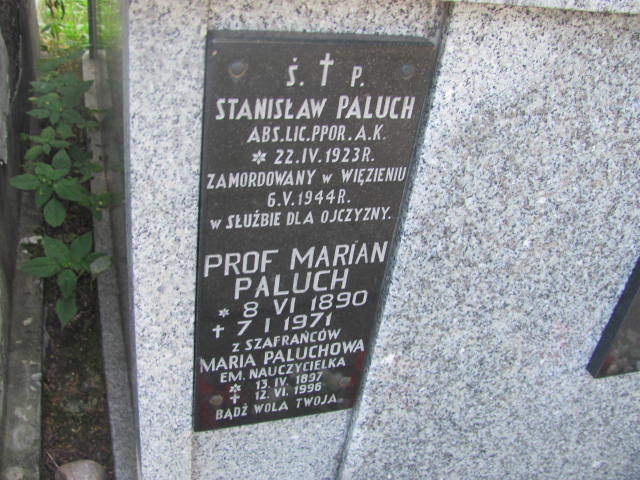 Ś. † P.
STANISŁAW PALUCH
ABS.LIC.PPOR.A.K.
* 22.IV.1923R.
ZAMORDOWANY W WIĘZIENIU
6.V.1944R.
W SŁUŻBIE DLA OJCZYZNY.
PROF MARIAN
PALUCH
* 8 VI 1890
† 7 I 1971
Z SZAFRAŃCÓW
MARIA PALUCHOWA
EM. NAUCZYCIELKA
* 13. IV. 1897
† 12. VI. 1996
BĄDŹ WOLA TWOJA